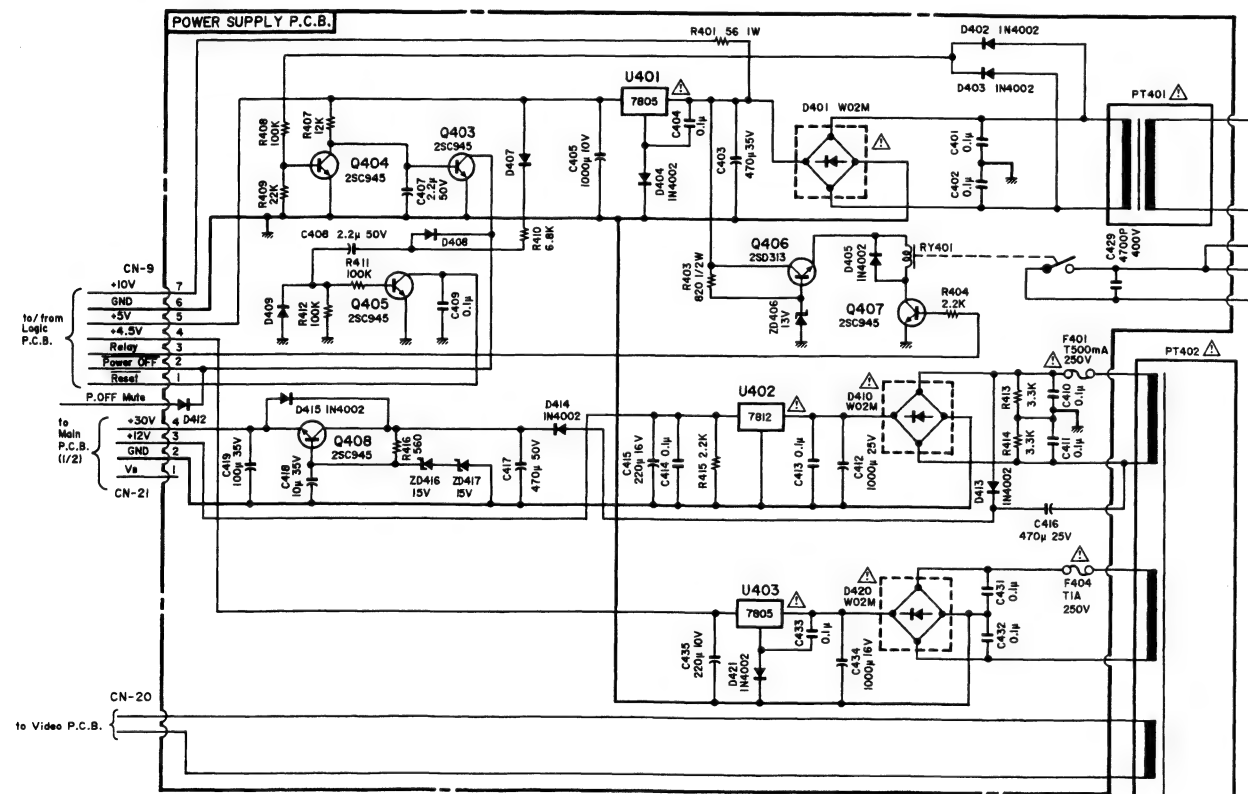 POWER SUPPLY P.C.B.
R401 56 1W
D402 1N4002
D403 1N4002
PT401
U401
7805
C404
0.1µ
D401 W02M
R408
100K
R407
12K
Q403
2SC945
Q404
2SC945
D407
C405
1000µ 10V
D404
1N4002
C403
470µ 35V
C401
0.1µ
C402
0.1µ
R409
22K
C407
2.2µ
50V
C408 2.2µ 50V
D408
R410
6.8K
Q406
2SD313
D405
1N4002
RY401
C429
4700P
400V
CN-9
+10V 7
GND 6
+5V 5
+4.5V 4
Relay 3
Power OFF 2
Reset 1
to/from
Logic
P.C.B.
R411
100K
Q405
2SC945
D409
R412
100K
C409
0.1µ
R403
820 1/2W
ZD406
13V
Q407
2SC945
R404
2.2K
P.OFF Mute
D412
F401
T500mA
250V
PT402
to
Main
P.C.B.
(1/2)
+30V 4
+12V 3
GND 2
Vs 1
CN-21
D415 1N4002
D414
1N4002
Q408
2SC945
R416
560
C419
100µ 35V
C418
10µ 35V
ZD416
15V
ZD417
15V
C417
470µ 50V
U402
7812
D410
W02M
R413
3.3K
C410
0.1µ
R414
3.3K
C411
0.1µ
C415
220µ 16V
C414 0.1µ
R415 2.2K
C413 0.1µ
C412
1000µ 25V
D413
1N4002
C416
470µ 25V
U403
7805
D420
W02M
C431
0.1µ
C432
0.1µ
F404
T1A
250V
C435
220µ 10V
D421
1N4002
C433
0.1µ
C434
1000µ 16V
CN-20
to Video P.C.B.